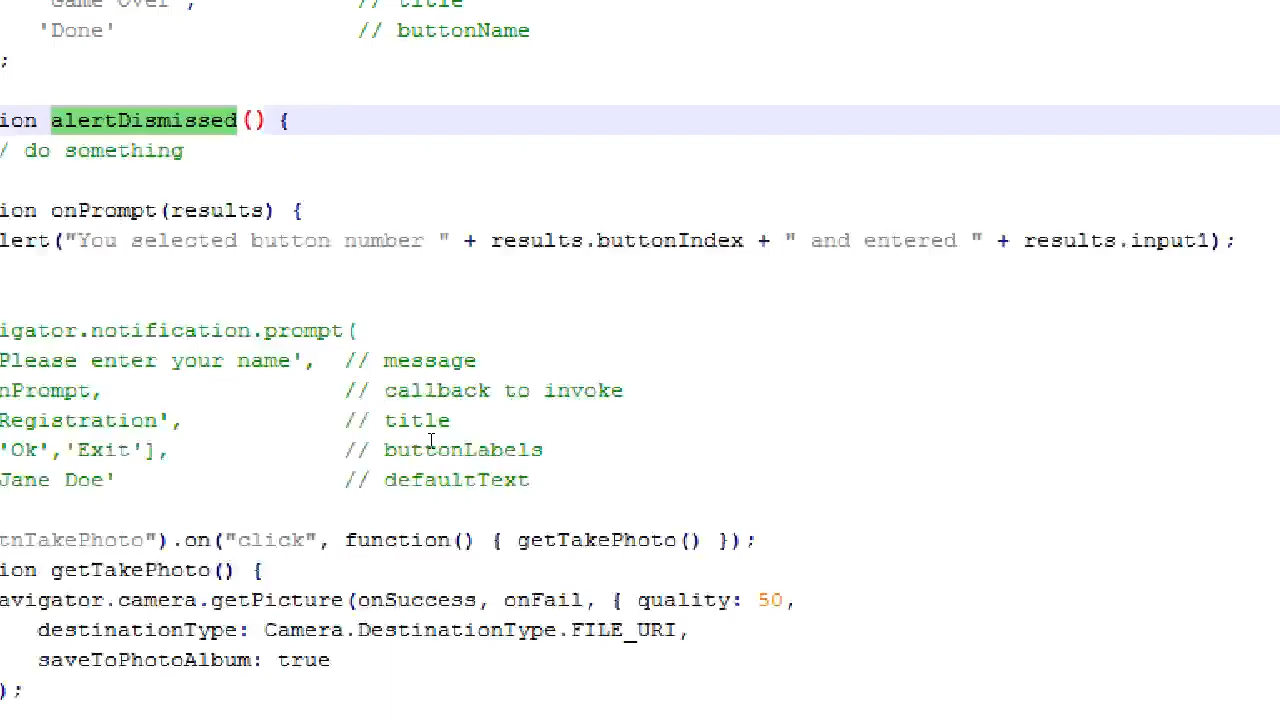 'Game Over', // title
'Done' // buttonName
;
ion alertDismissed() {
/ do something
ion onPrompt(results) {
lert("You selected button number " + results.buttonIndex + " and entered " + results.input1);
igator.notification.prompt(
Please enter your name', // message
nPrompt, // callback to invoke
Registration', // title
'Ok','Exit'], // buttonLabels
Jane Doe' // defaultText
tnTakePhoto").on("click", function() { getTakePhoto() });
ion getTakePhoto() {
avigator.camera.getPicture(onSuccess, onFail, { quality: 50,
destinationType: Camera.DestinationType.FILE_URI,
saveToPhotoAlbum: true
);